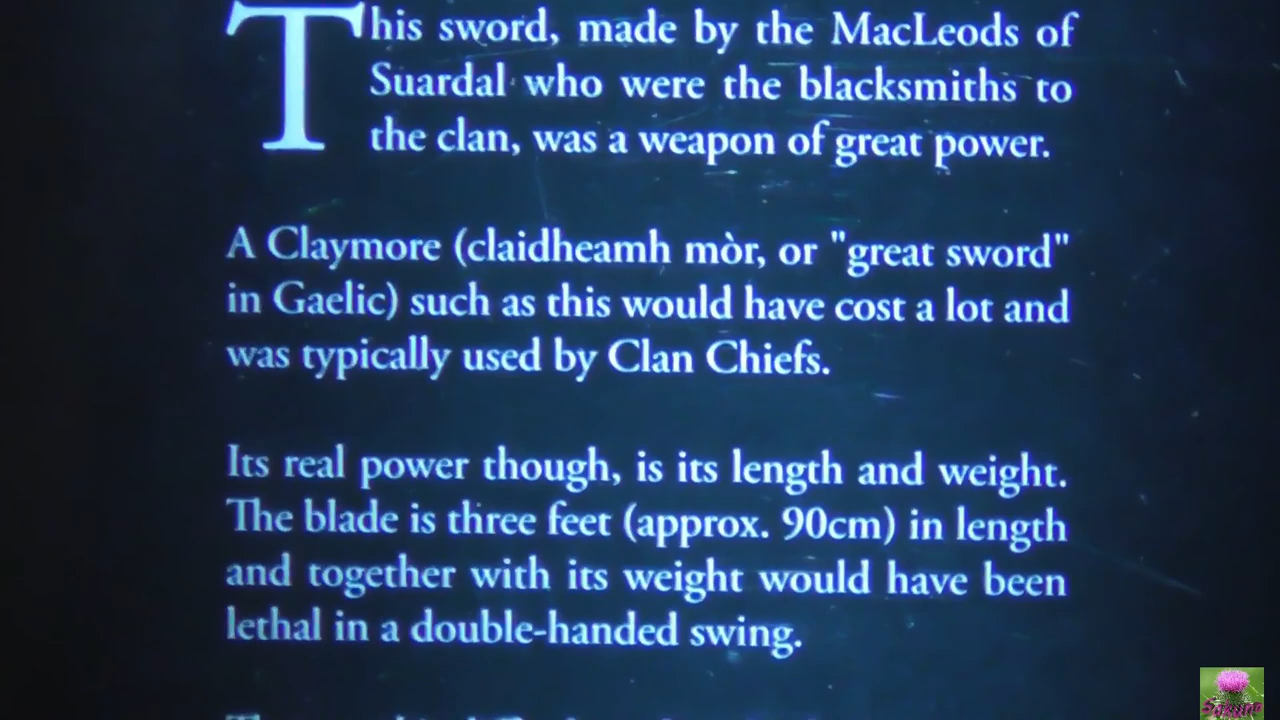 This sword, made by the MacLeods of
Suardal who were the blacksmiths to
the clan, was a weapon of great power.
A Claymore (claidheamh mòr, or "great sword"
in Gaelic) such as this would have cost a lot and
was typically used by Clan Chiefs.
Its real power though, is its length and weight.
The blade is three feet (approx. 90cm) in length
and together with its weight would have been
lethal in a double-handed swing.